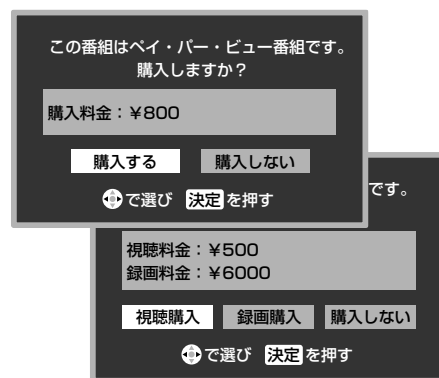 この番組はペイ・パー・ビュー番組です。
購入しますか？
購入料金：￥800
購入する 購入しない
で選び 決定 を押す
です。
視聴料金：￥500
録画料金：￥6000
視聴購入 録画購入 購入しない
で選び 決定 を押す